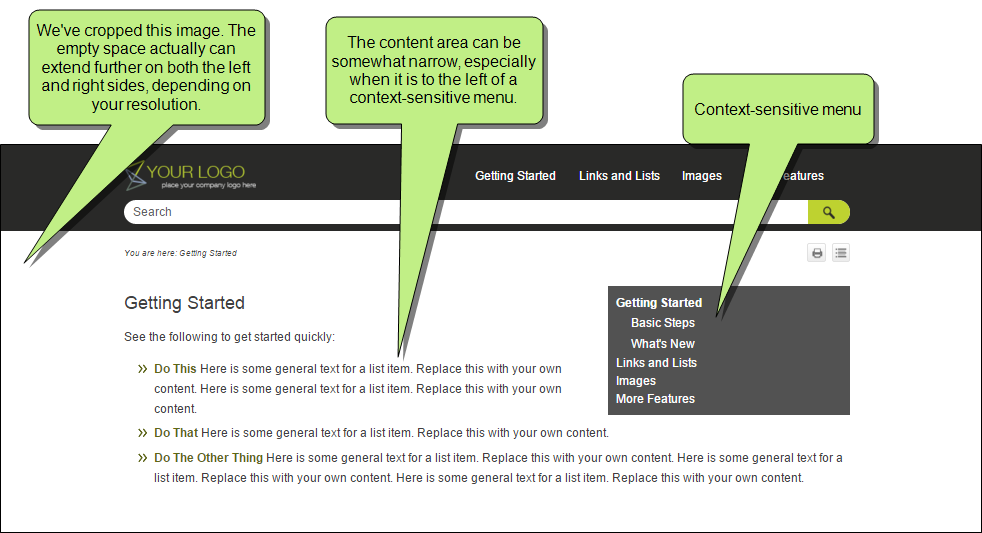 We've cropped this image. The
empty space actually can
extend further on both the left
and right sides, depending on
your resolution.
The content area can be
somewhat narrow, especially
when it is to the left of a
context-sensitive menu.
Context-sensitive menu
YOUR LOGO
place your company logo here
Getting Started
Links and Lists
Images
eatures
Search
You are here: Getting Started
Getting Started
See the following to get started quickly:
Do This Here is some general text for a list item. Replace this with your own
content. Here is some general text for a list item. Replace this with your own
content.
Do That Here is some general text for a list item. Replace this with your own content.
Do The Other Thing Here is some general text for a list item. Replace this with your own content. Here is some general text for a
list item. Replace this with your own content. Here is some general text for a list item. Replace this with your own content.
Getting Started
Basic Steps
What's New
Links and Lists
Images
More Features